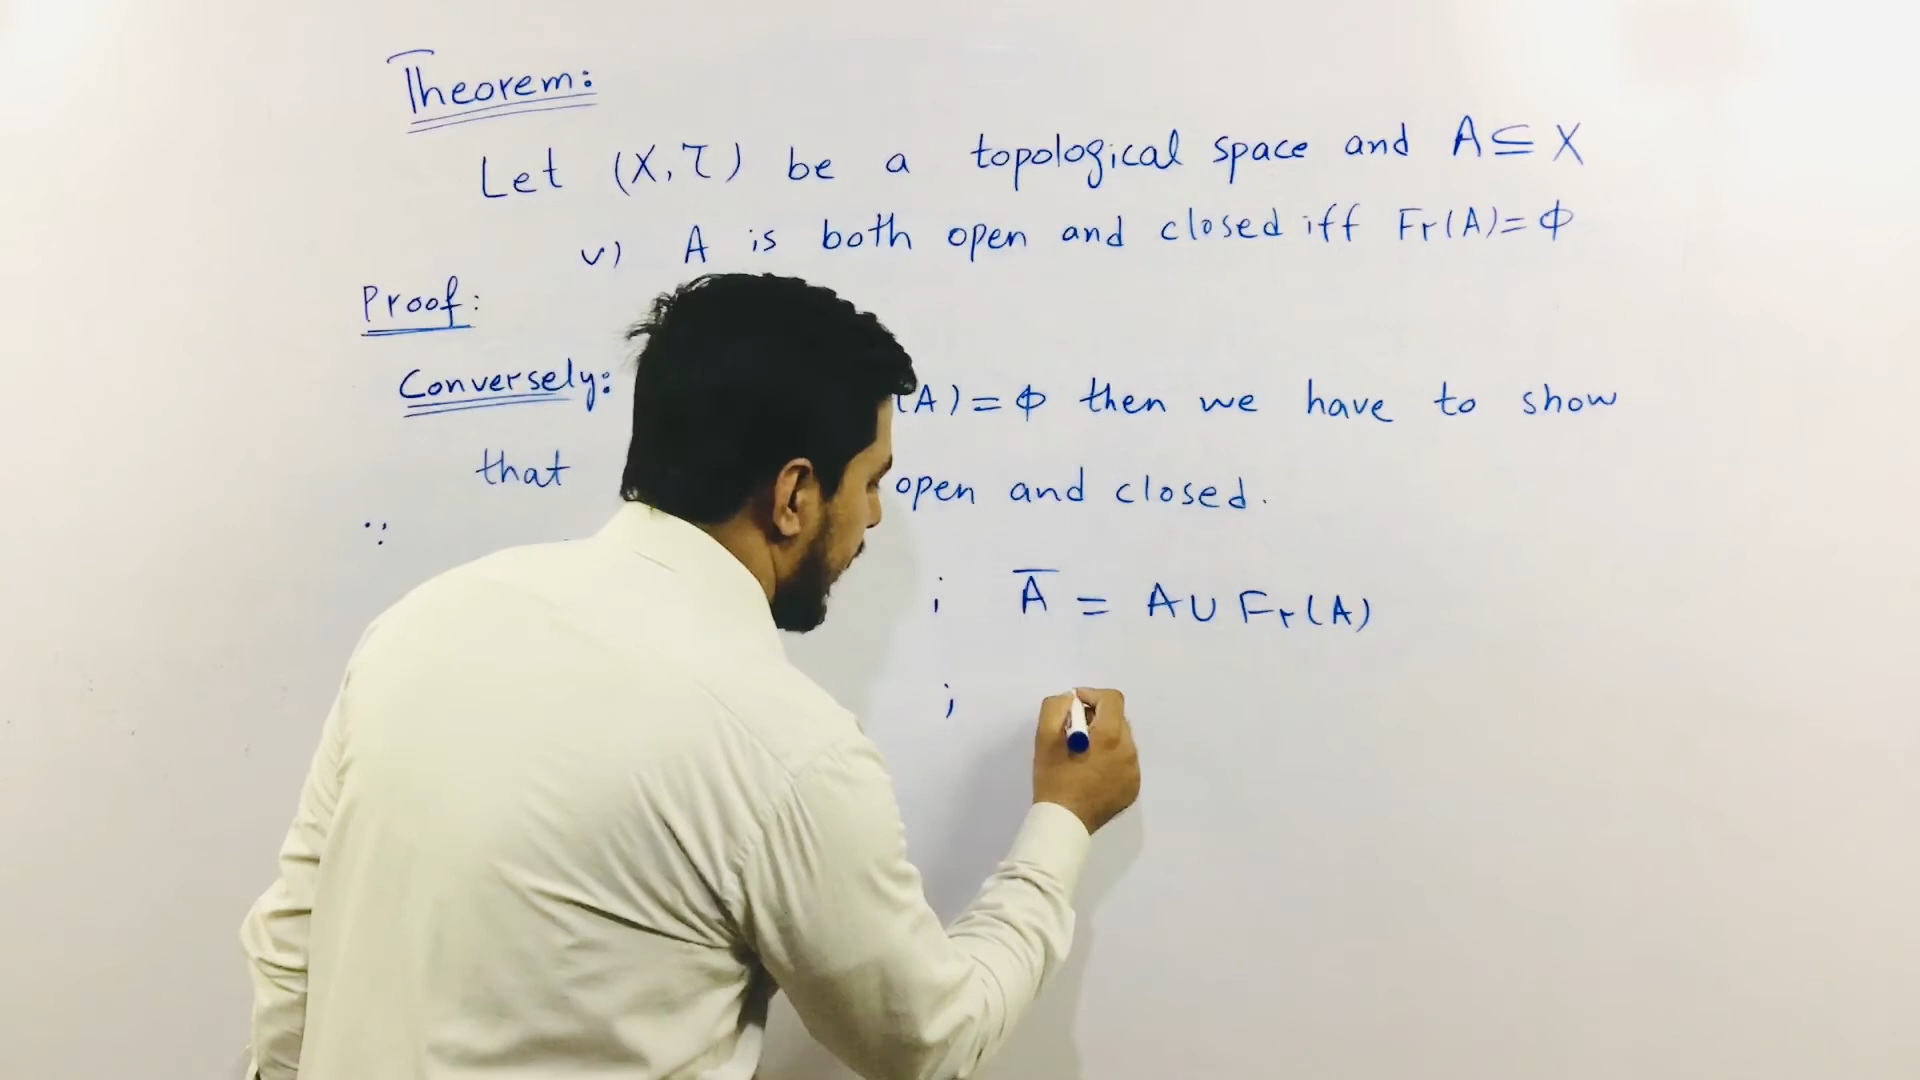 Theorem:
Let (X,τ) be a topological space and A⊆X
v) A is both open and closed iff Fr(A)=ϕ
Proof:
Conversely: (A)=ϕ then we have to show
that open and closed.
∵ ; A̅ = A∪Fr(A)
;